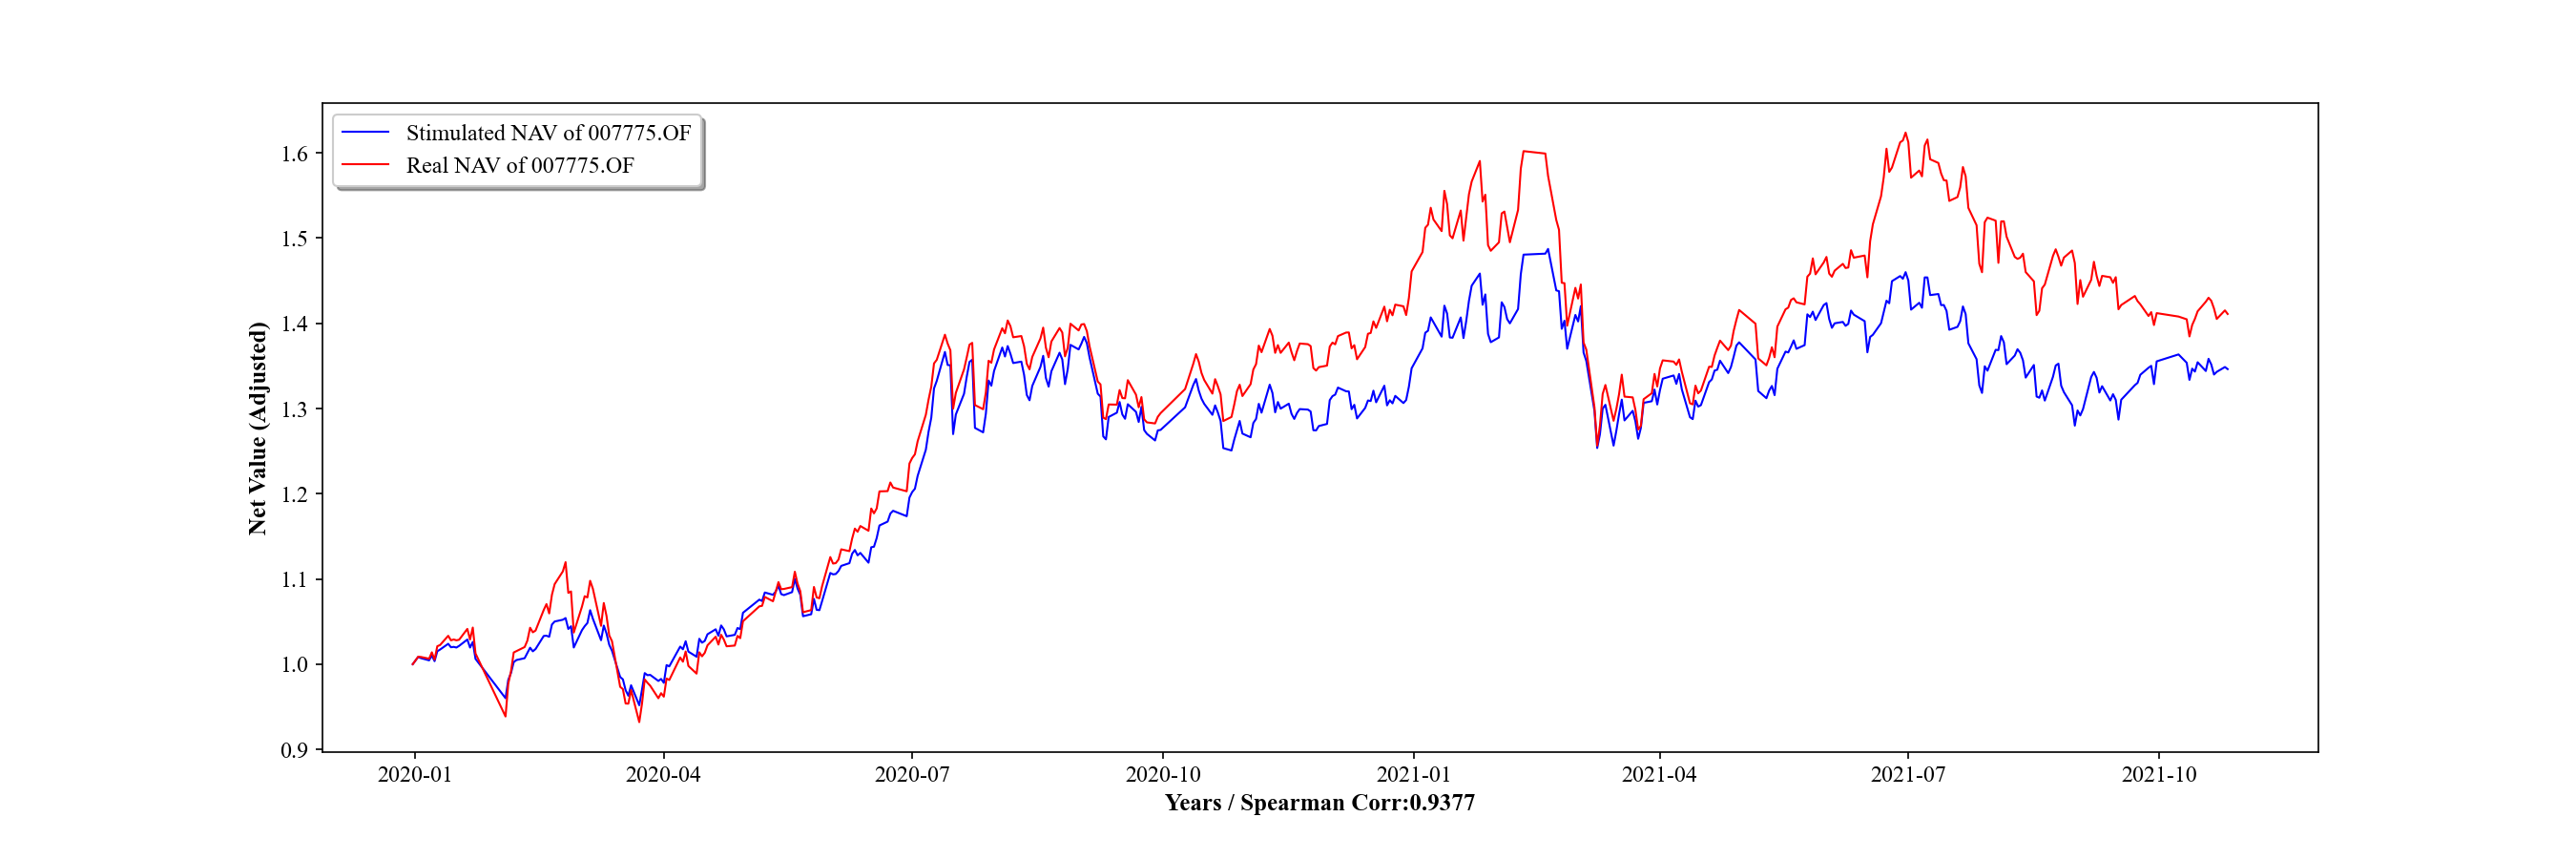 Stimulated NAV of 007775.OF
Real NAV of 007775.OF
Net Value (Adjusted)
1.6
1.5
1.4
1.3
1.2
1.1
1.0
0.9
2020-01 2020-04 2020-07 2020-10 2021-01 2021-04 2021-07 2021-10
Years / Spearman Corr:0.9377